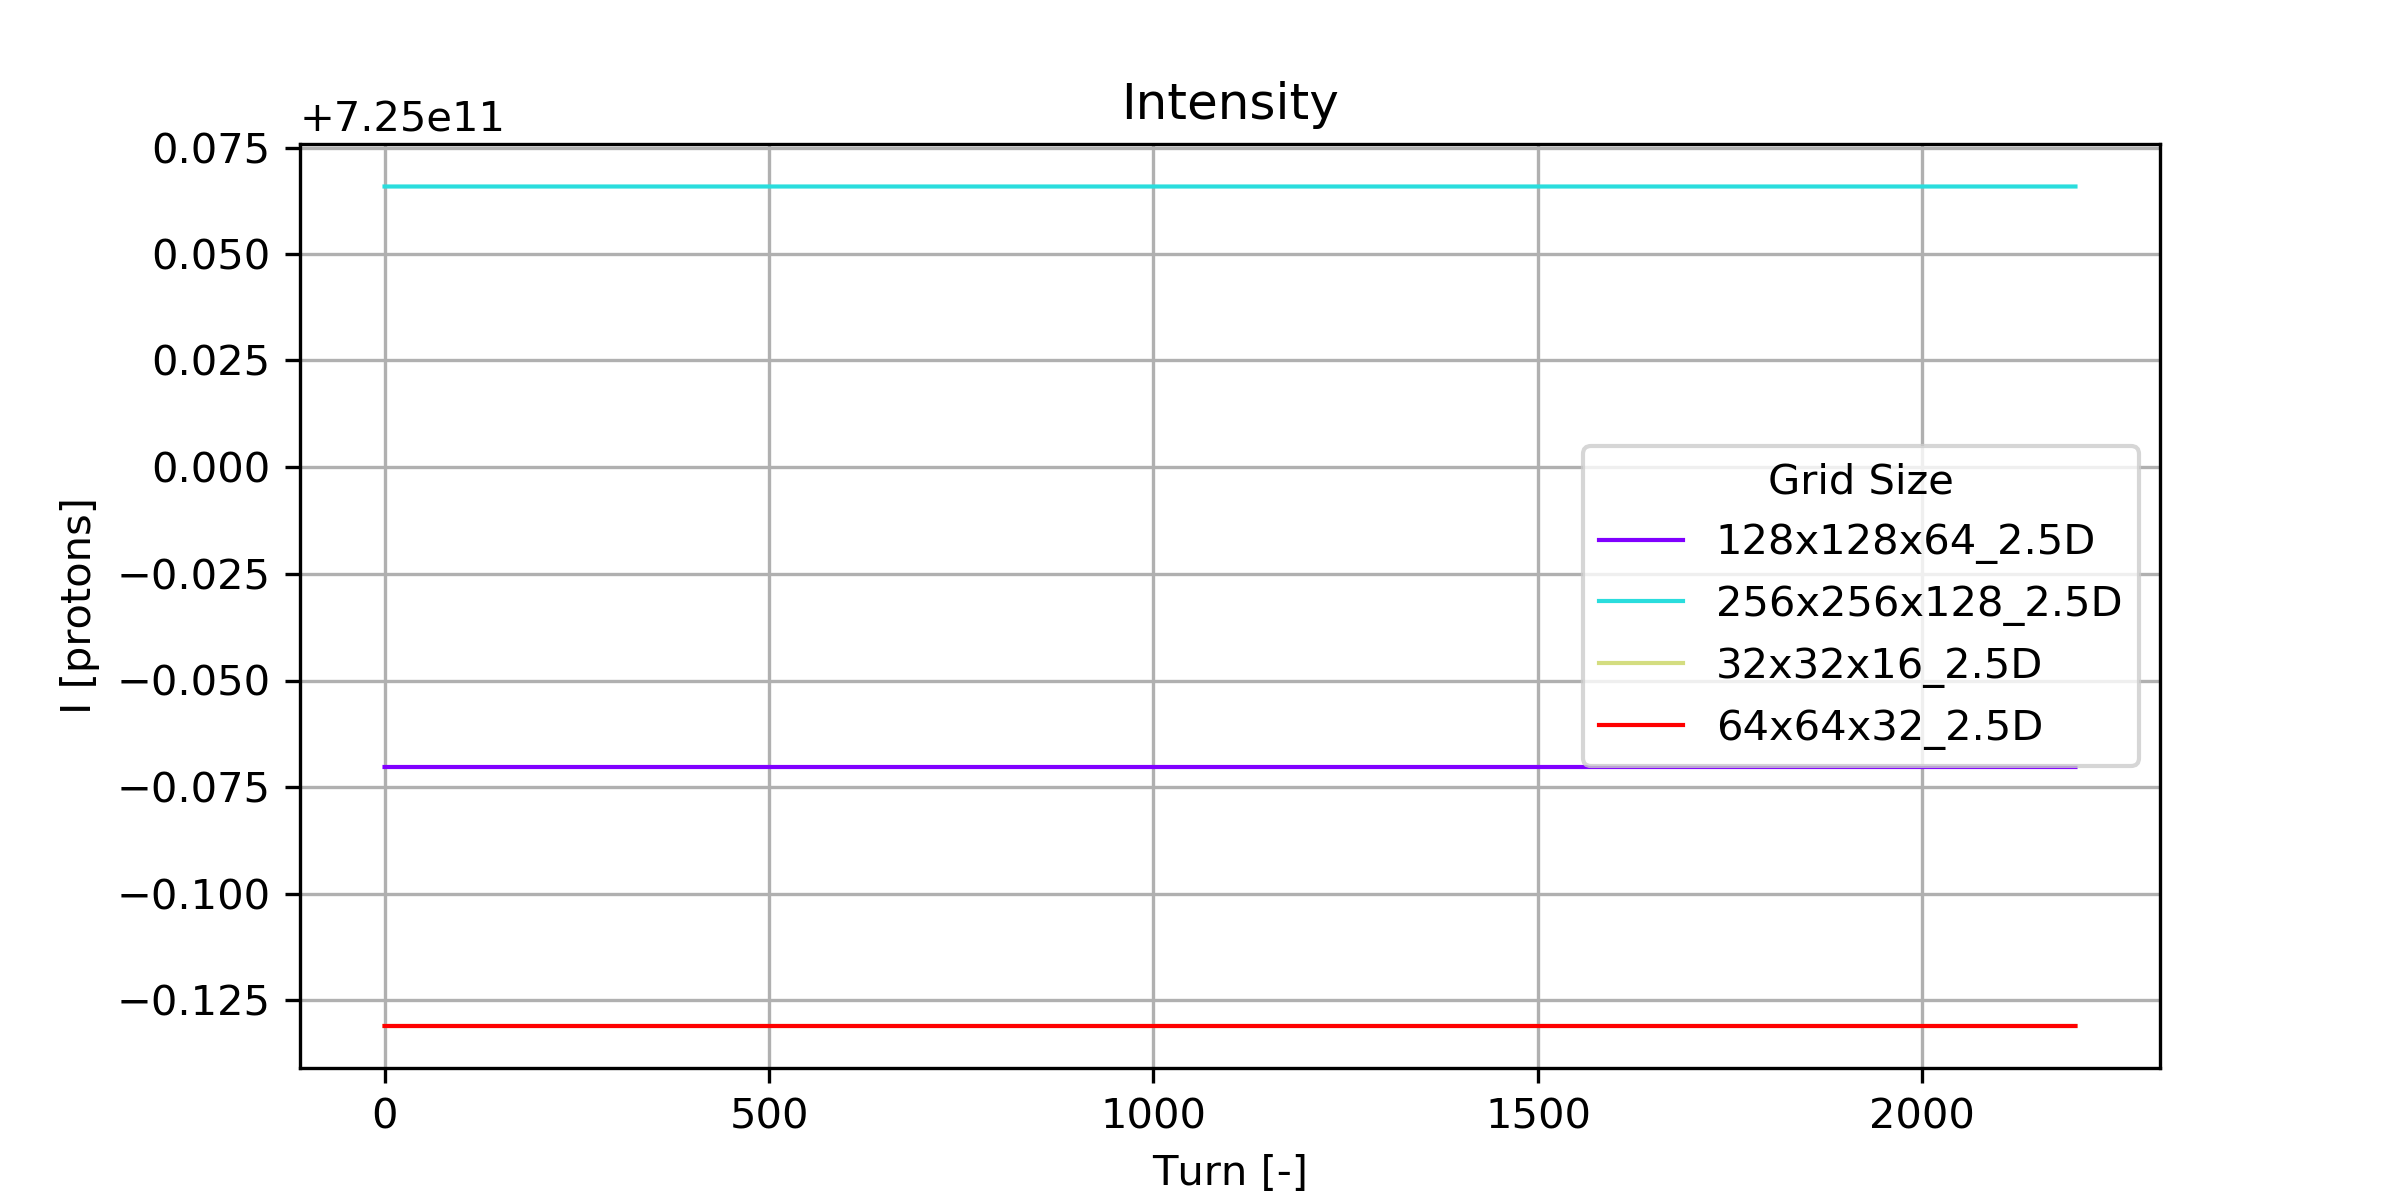 Intensity
+7.25e11
0.075
0.050
0.025
0.000
−0.025
−0.050
−0.075
−0.100
−0.125
I [protons]
Grid Size
128x128x64_2.5D
256x256x128_2.5D
32x32x16_2.5D
64x64x32_2.5D
0 500 1000 1500 2000
Turn [-]